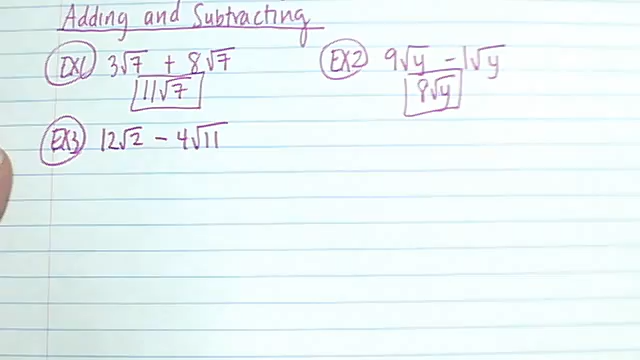 Adding and Subtracting
EX1 3√7 + 8√7
11√7
EX2 9√y - 1√y
8√y
EX3 12√2 - 4√11